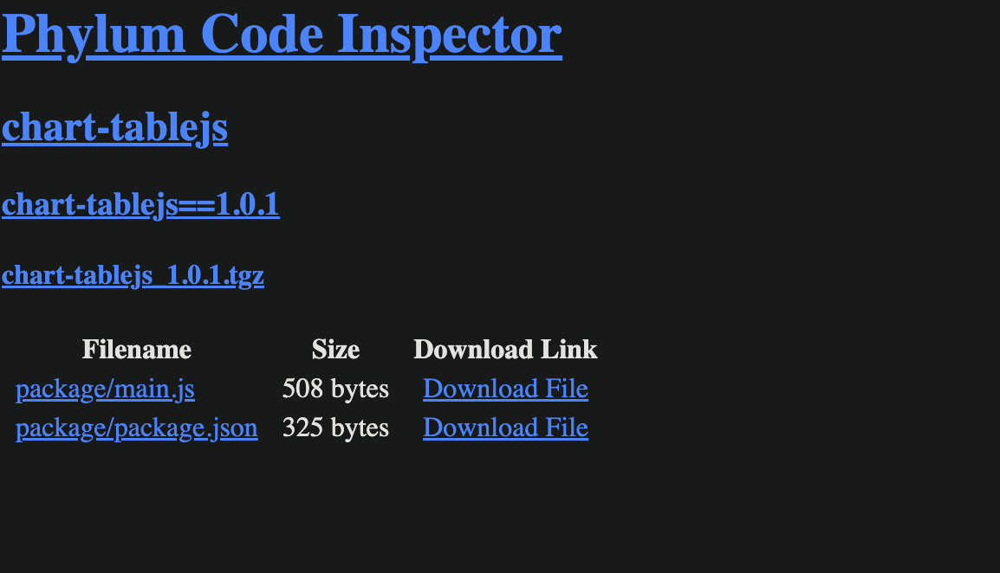 Phylum Code Inspector
chart-tablejs
chart-tablejs==1.0.1
chart-tablejs_1.0.1.tgz
Filename Size Download Link
package/main.js 508 bytes Download File
package/package.json 325 bytes Download File